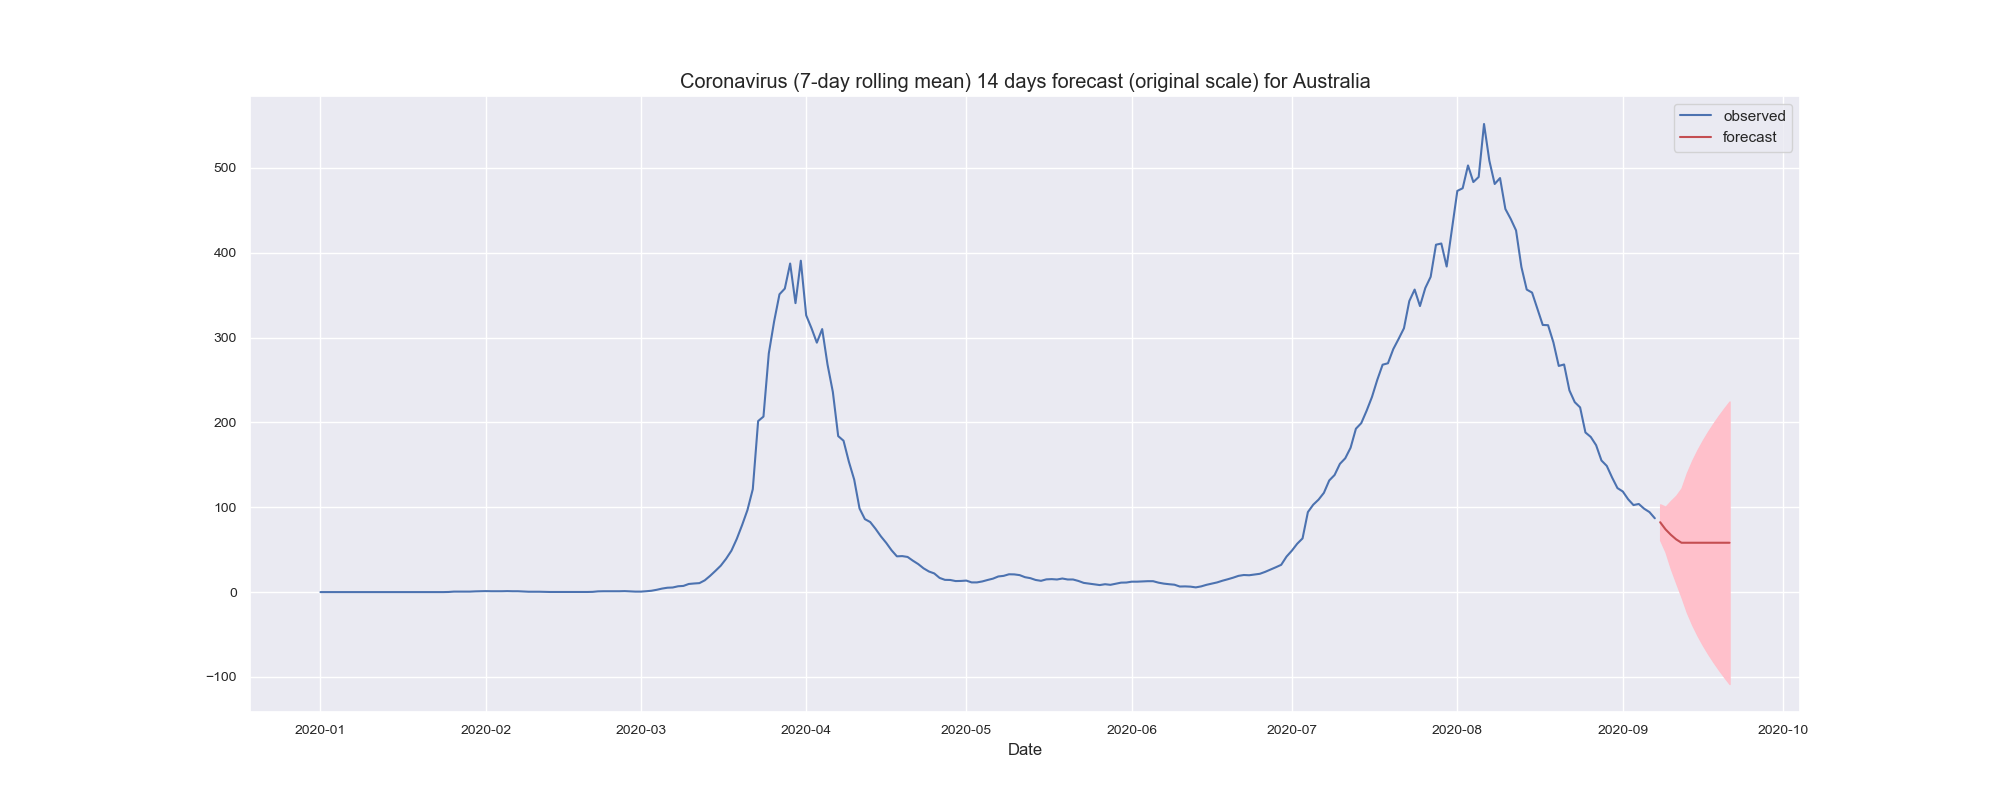 Coronavirus (7-day rolling mean) 14 days forecast (original scale) for Australia
observed
forecast
500
400
300
200
100
0
−100
2020-01 2020-02 2020-03 2020-04 2020-05 2020-06 2020-07 2020-08 2020-09 2020-10
Date